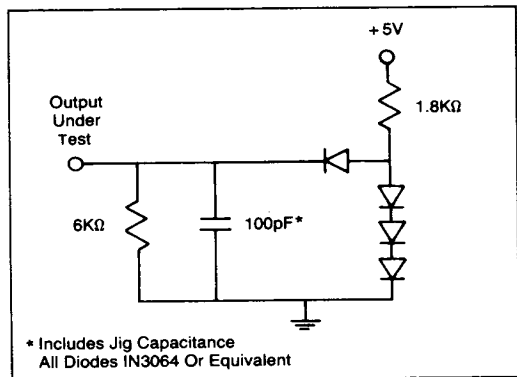 +5V
1.8KΩ
Output
Under
Test
6KΩ
100pF*
* Includes Jig Capacitance
All Diodes IN3064 Or Equivalent